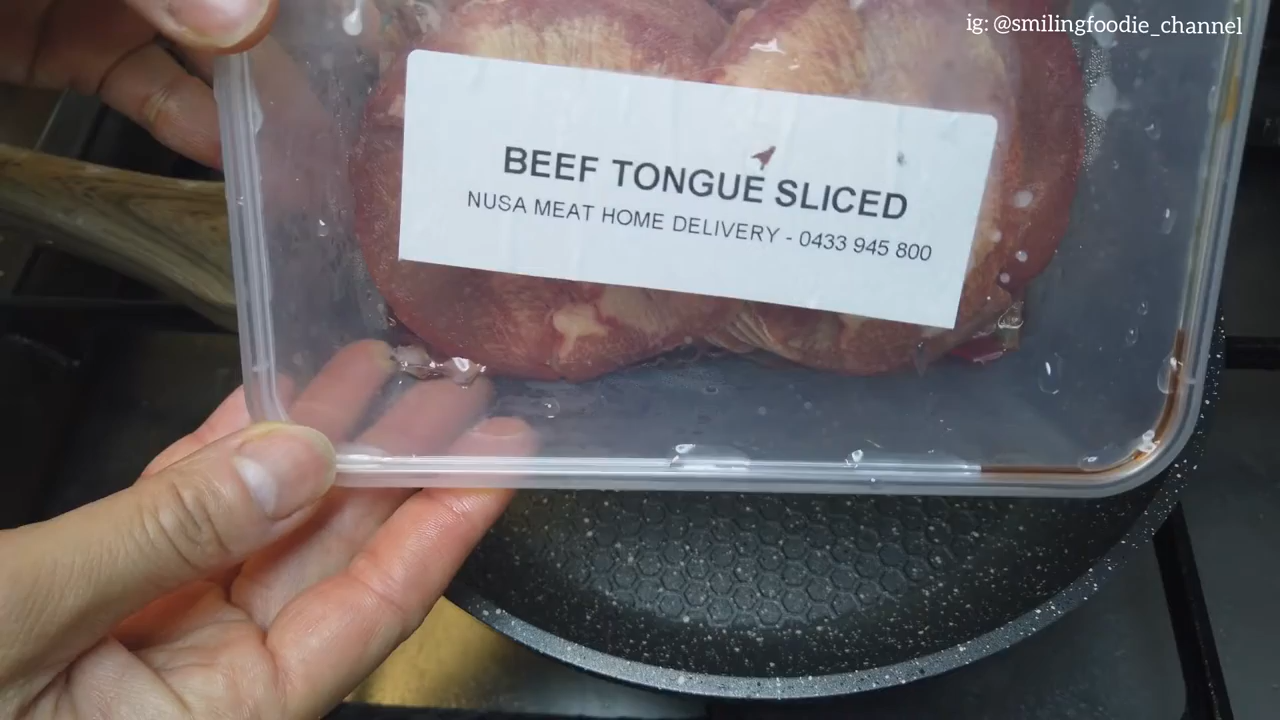 ig: @smilingfoodie_channel
BEEF TONGUE SLICED
NUSA MEAT HOME DELIVERY - 0433 945 800